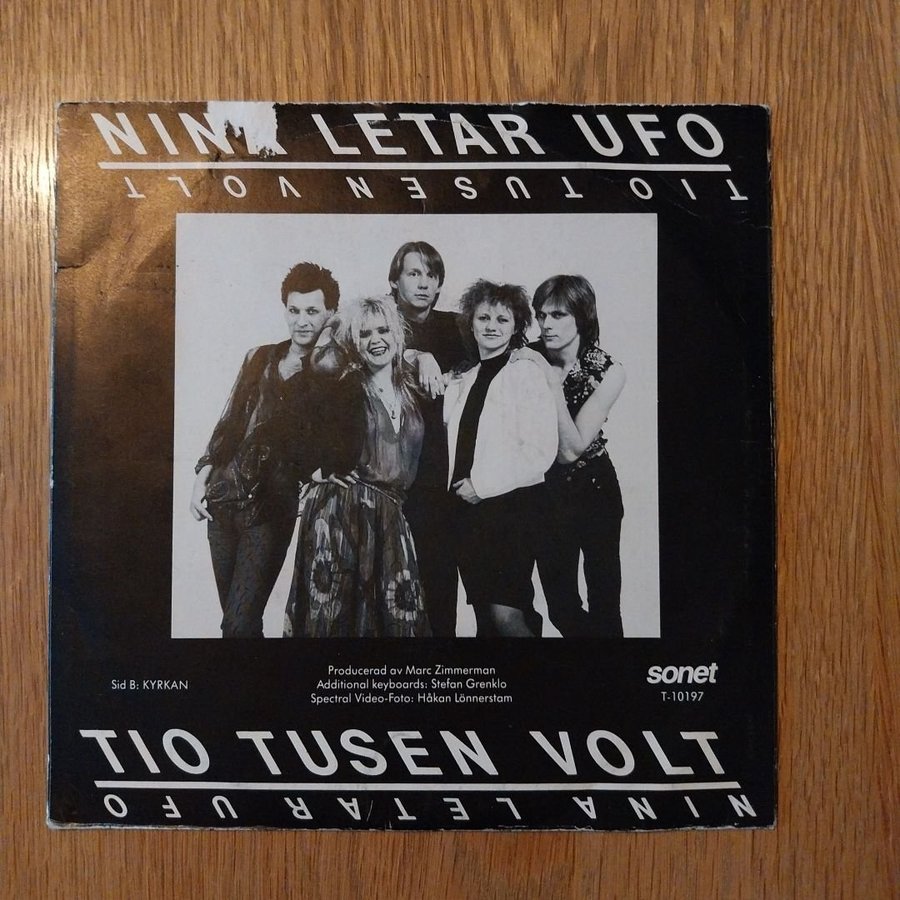 NINA LETAR UFO
TIO TUSEN VOLT
Sid B: KYRKAN
Producerad av Marc Zimmerman
Additional keyboards: Stefan Grenklo
Spectral Video-Foto: Håkan Lönnerstam
sonet
T-10197
TIO TUSEN VOLT
NINA LETAR UFO